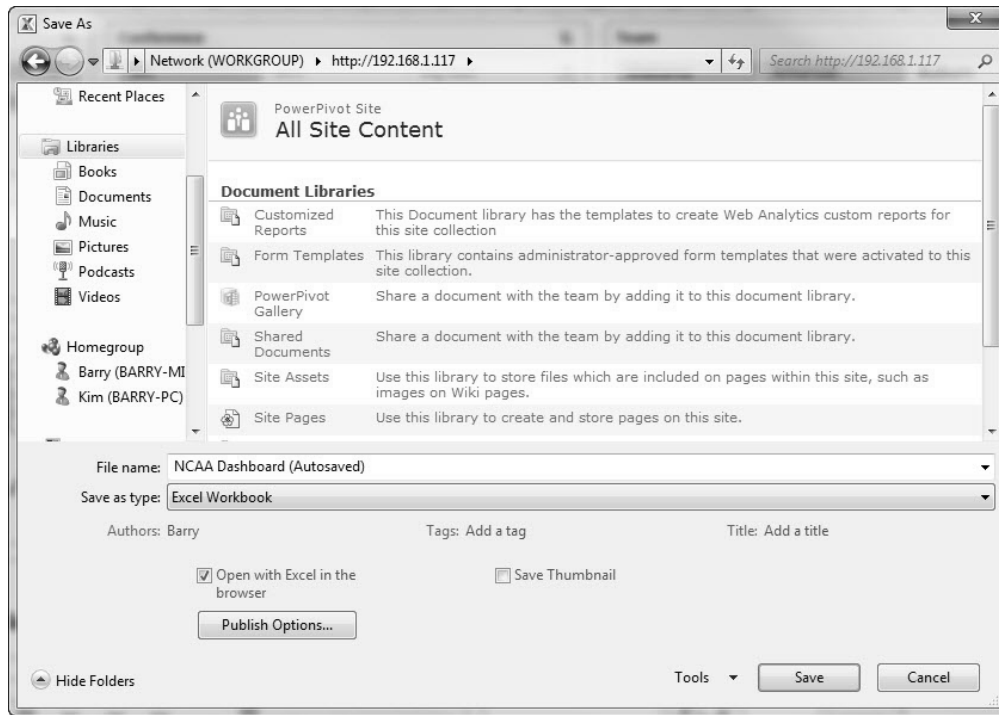 Save As
Network (WORKGROUP) ▸ http://192.168.1.117 ▸
Search http://192.168.1.117
Recent Places
Libraries
Books
Documents
Music
Pictures
Podcasts
Videos
Homegroup
Barry (BARRY-MI
Kim (BARRY-PC)
PowerPivot Site
All Site Content
Document Libraries
Customized Reports
This Document library has the templates to create Web Analytics custom reports for
this site collection
Form Templates
This library contains administrator-approved form templates that were activated to this
site collection.
PowerPivot Gallery
Share a document with the team by adding it to this document library.
Shared Documents
Share a document with the team by adding it to this document library.
Site Assets
Use this library to store files which are included on pages within this site, such as
images on Wiki pages.
Site Pages
Use this library to create and store pages on this site.
File name: NCAA Dashboard (Autosaved)
Save as type: Excel Workbook
Authors: Barry
Tags: Add a tag
Title: Add a title
Open with Excel in the
browser
Save Thumbnail
Publish Options...
Hide Folders
Tools
Save
Cancel